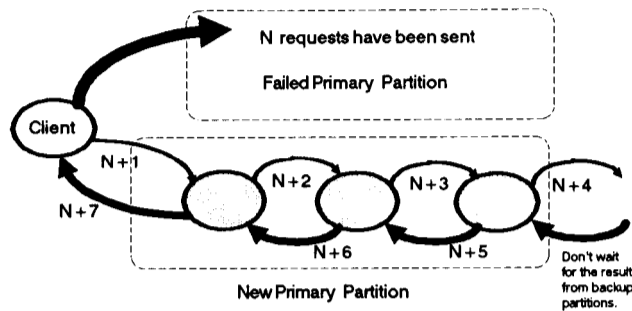 N requests have been sent
Failed Primary Partition
Client
N+1
N+2
N+3
N+4
N+7
N+6
N+5
Don't wait
for the result
from backup
partitions.
New Primary Partition